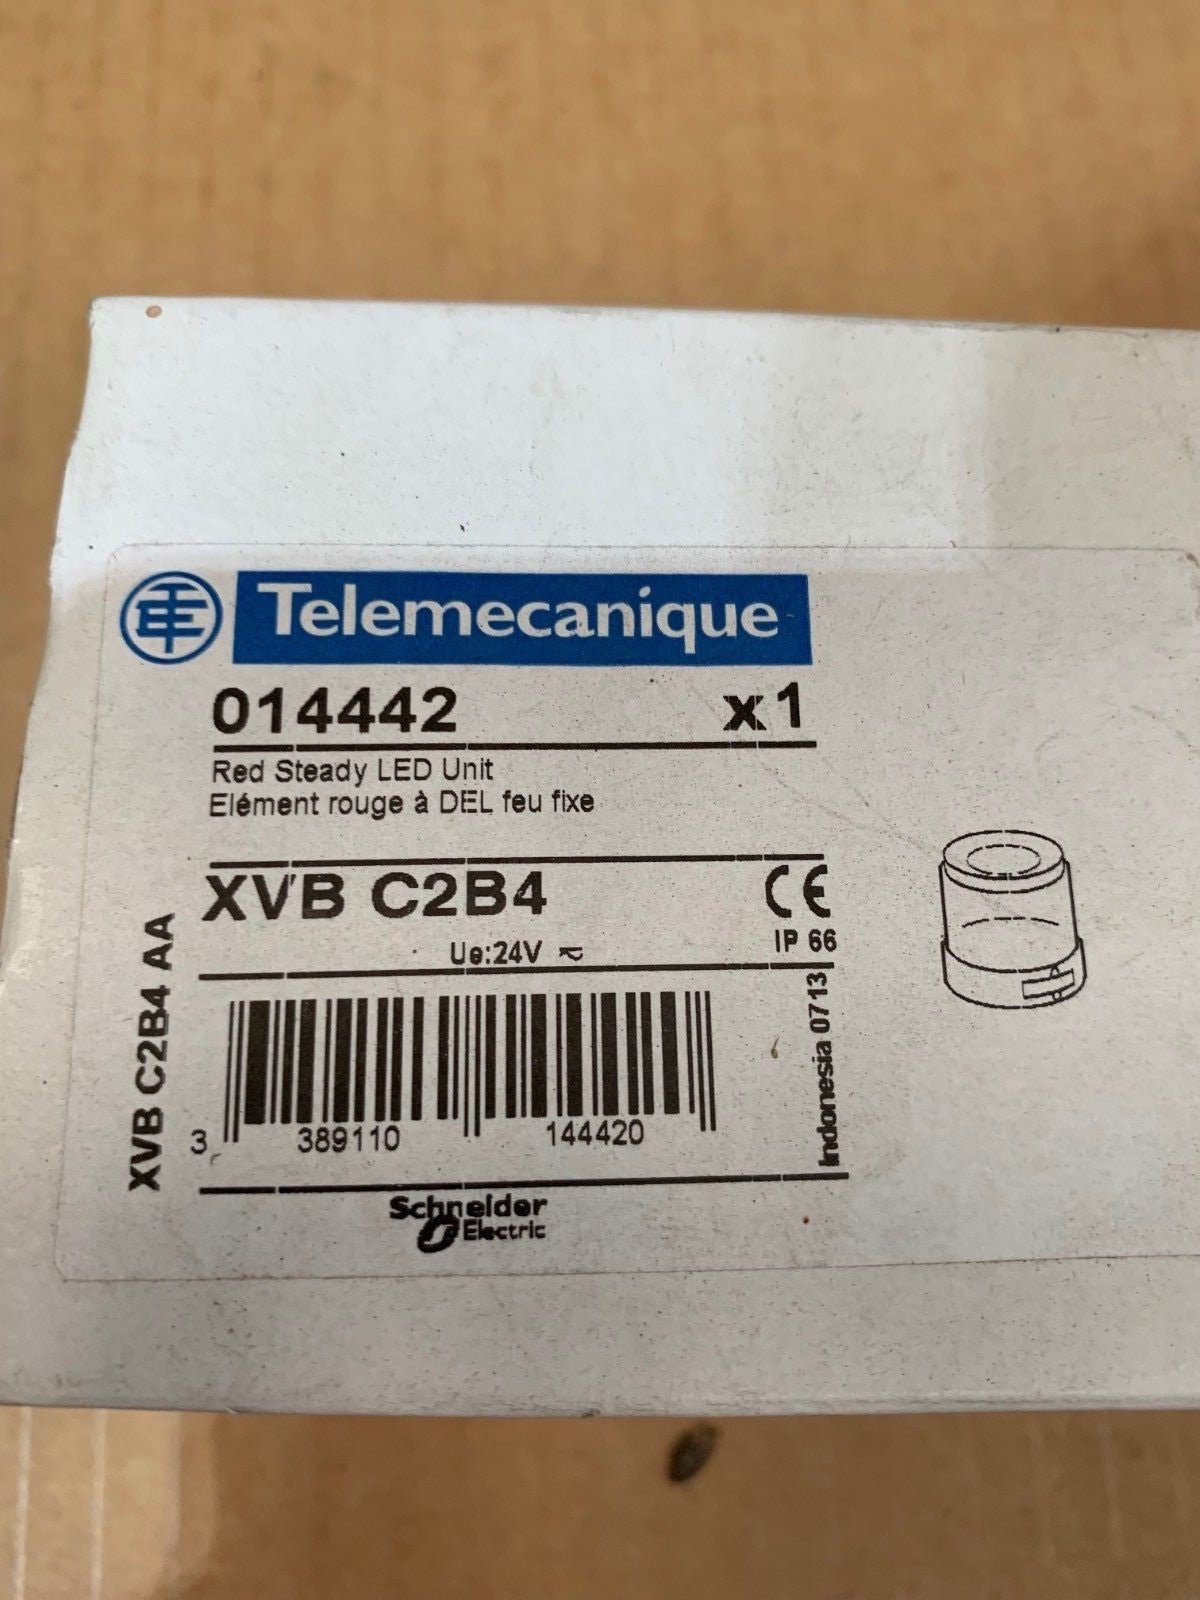 Telemecanique
014442 x1
Red Steady LED Unit
Elément rouge à DEL feu fixe
XVB C2B4 CE
Ue:24V IP 66
XVB C2B4 AA
Indonesia 0713
3 389110 144420
Schneider
Electric